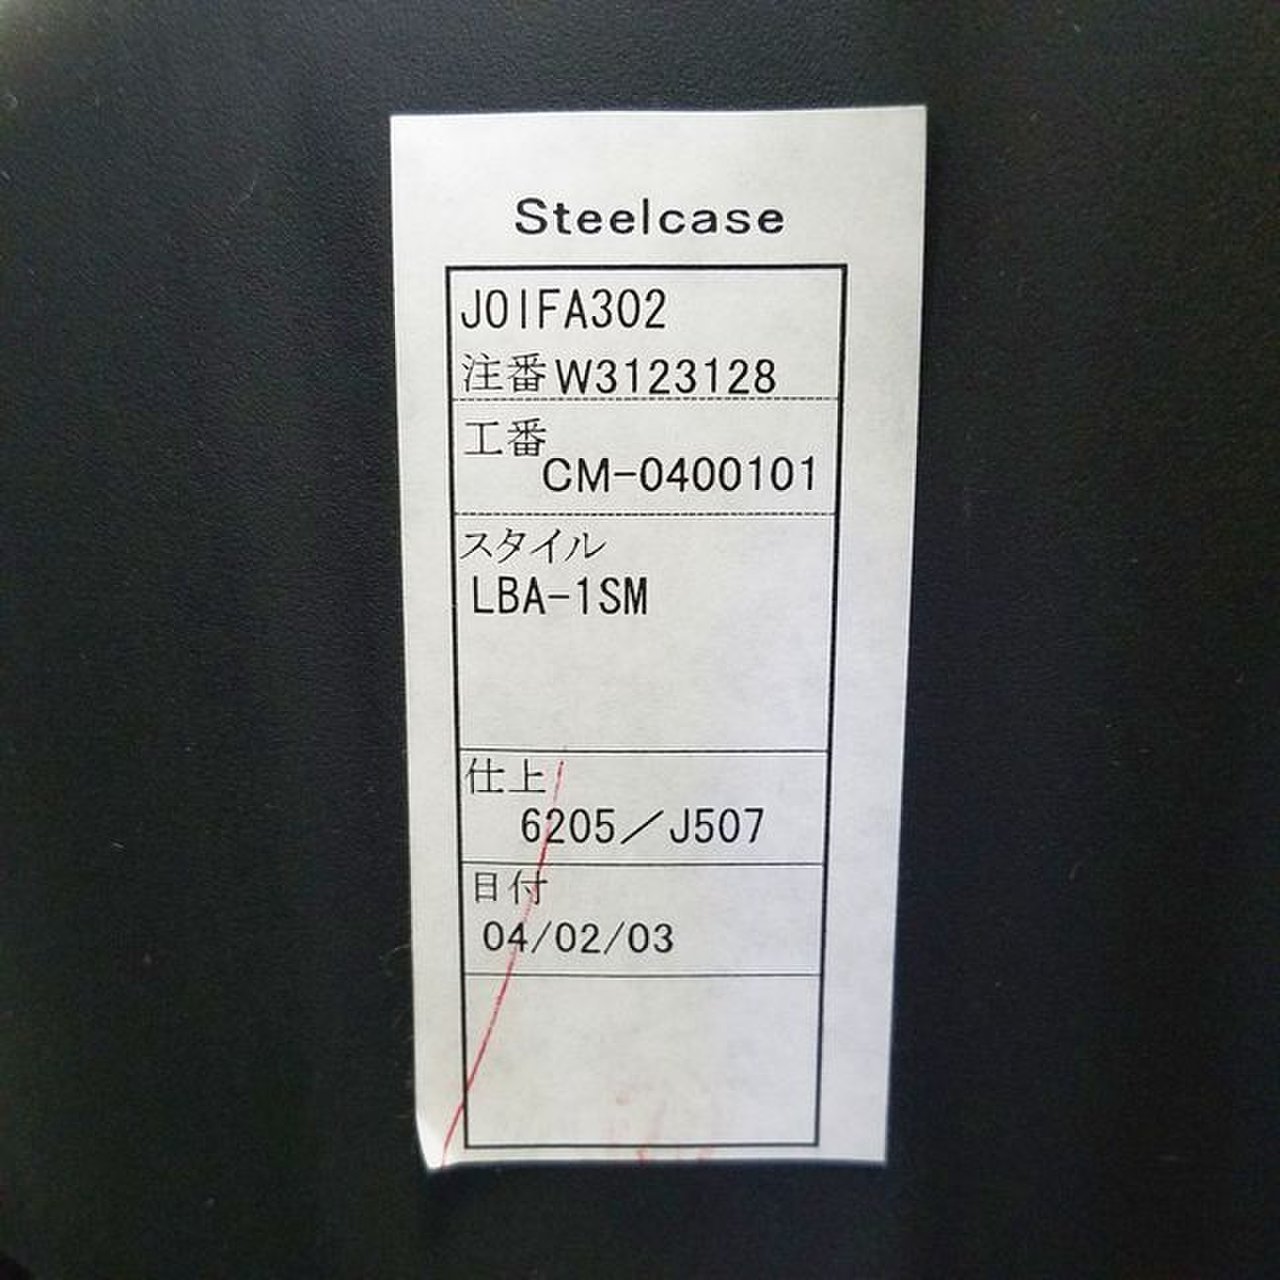 Steelcase
J0IFA302
注番W3123128
工番
CM-0400101
スタイル
LBA-1SM
仕上
6205／J507
日付
04/02/03